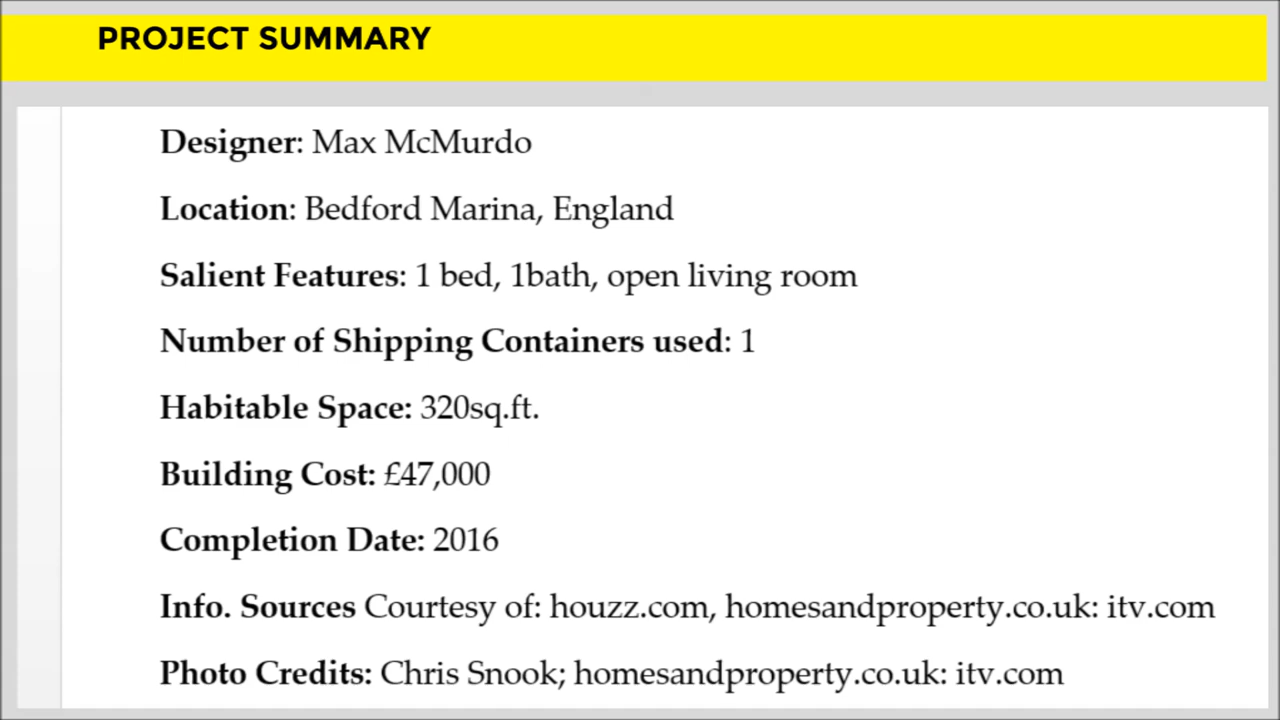 PROJECT SUMMARY
Designer: Max McMurdo
Location: Bedford Marina, England
Salient Features: 1 bed, 1bath, open living room
Number of Shipping Containers used: 1
Habitable Space: 320sq.ft.
Building Cost: £47,000
Completion Date: 2016
Info. Sources Courtesy of: houzz.com, homesandproperty.co.uk: itv.com
Photo Credits: Chris Snook; homesandproperty.co.uk: itv.com